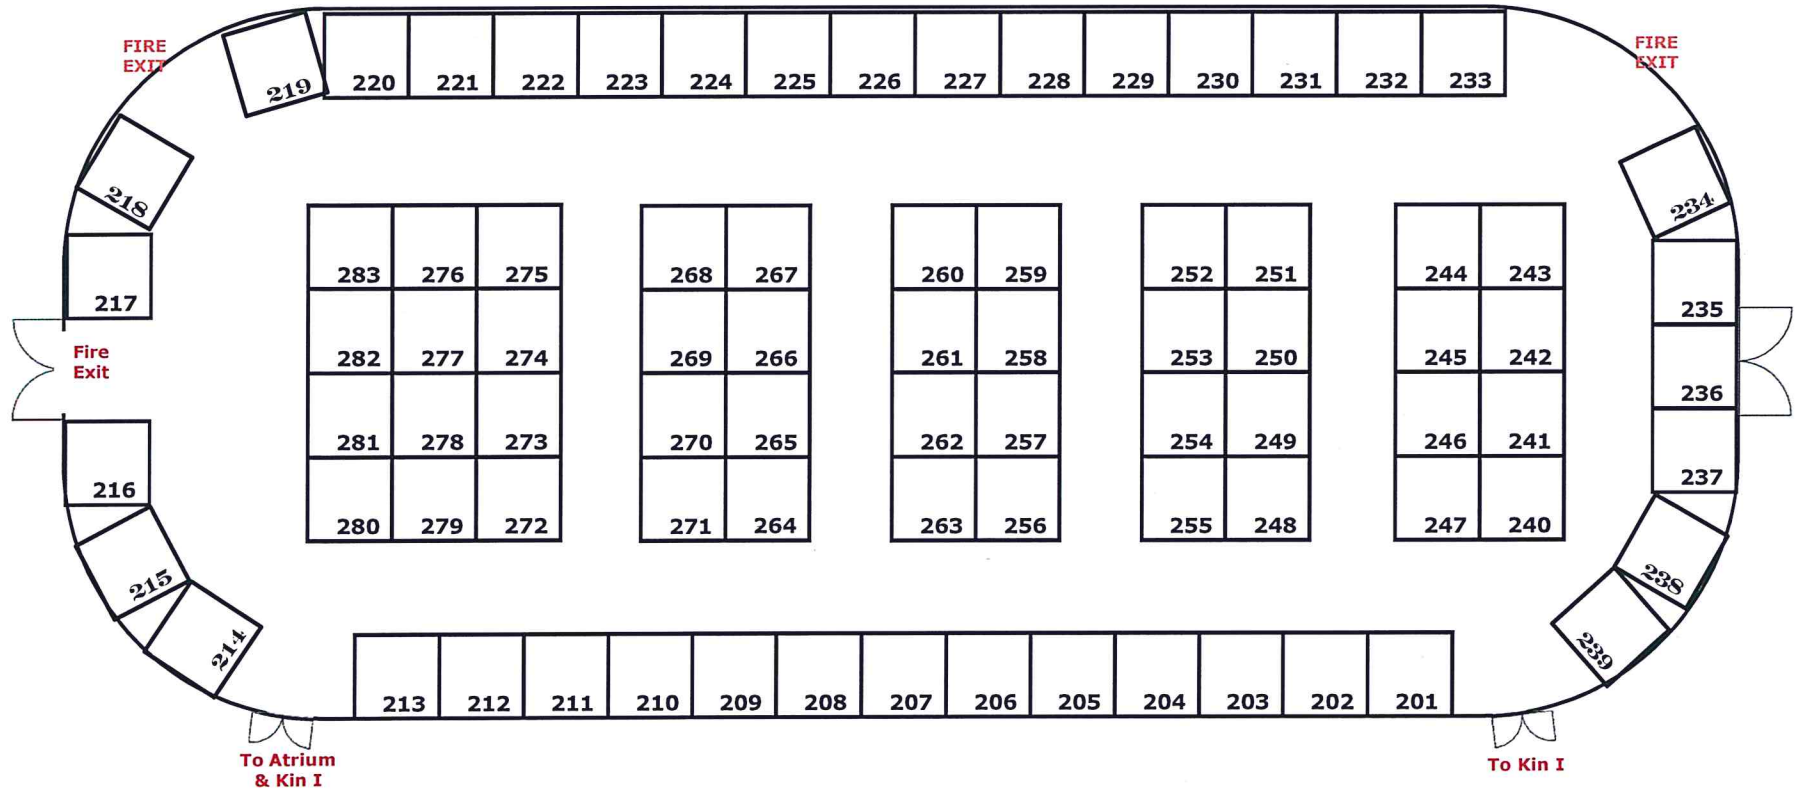 FIRE
EXIT
FIRE
EXIT
219 220 221 222 223 224 225 226 227 228 229 230 231 232 233
218 234
283 276 275 268 267 260 259 252 251 244 243
217 235
Fire
Exit
282 277 274 269 266 261 258 253 250 245 242
236
281 278 273 270 265 262 257 254 249 246 241
216 237
280 279 272 271 264 263 256 255 248 247 240
215 238
214 239
213 212 211 210 209 208 207 206 205 204 203 202 201
To Atrium
& Kin I
To Kin I